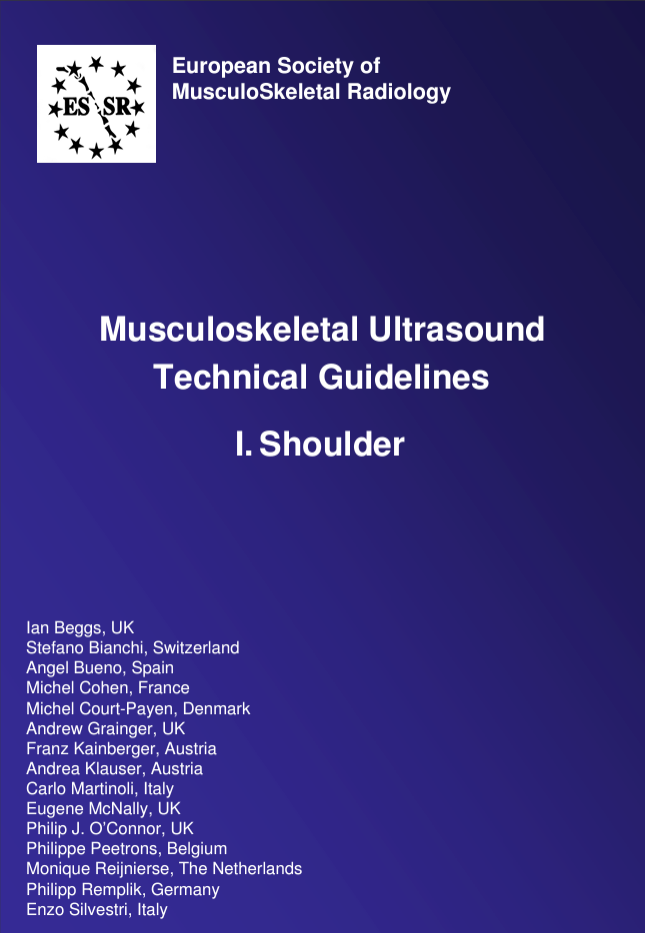 ES SR
European Society of
MusculoSkeletal Radiology
Musculoskeletal Ultrasound
Technical Guidelines
I. Shoulder
Ian Beggs, UK
Stefano Bianchi, Switzerland
Angel Bueno, Spain
Michel Cohen, France
Michel Court-Payen, Denmark
Andrew Grainger, UK
Franz Kainberger, Austria
Andrea Klauser, Austria
Carlo Martinoli, Italy
Eugene McNally, UK
Philip J. O'Connor, UK
Philippe Peetrons, Belgium
Monique Reijnierse, The Netherlands
Philipp Remplik, Germany
Enzo Silvestri, Italy